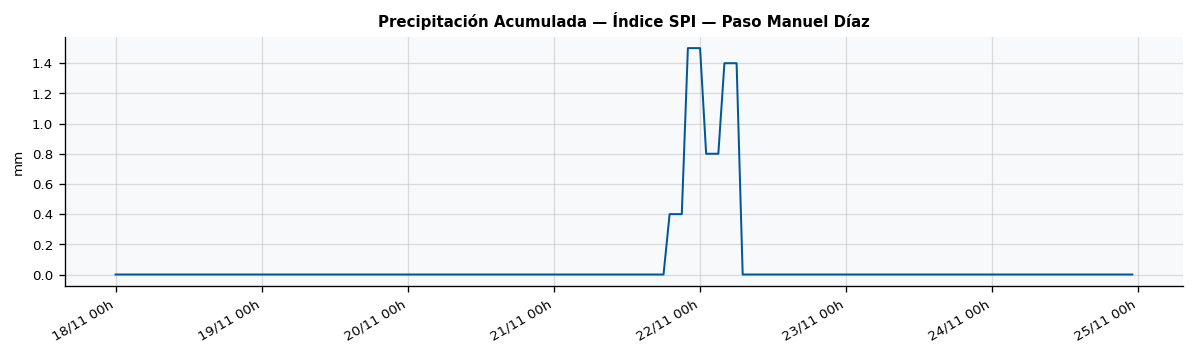 Precipitación Acumulada — Índice SPI — Paso Manuel Díaz
mm
1.4
1.2
1.0
0.8
0.6
0.4
0.2
0.0
18/11 00h
19/11 00h
20/11 00h
21/11 00h
22/11 00h
23/11 00h
24/11 00h
25/11 00h